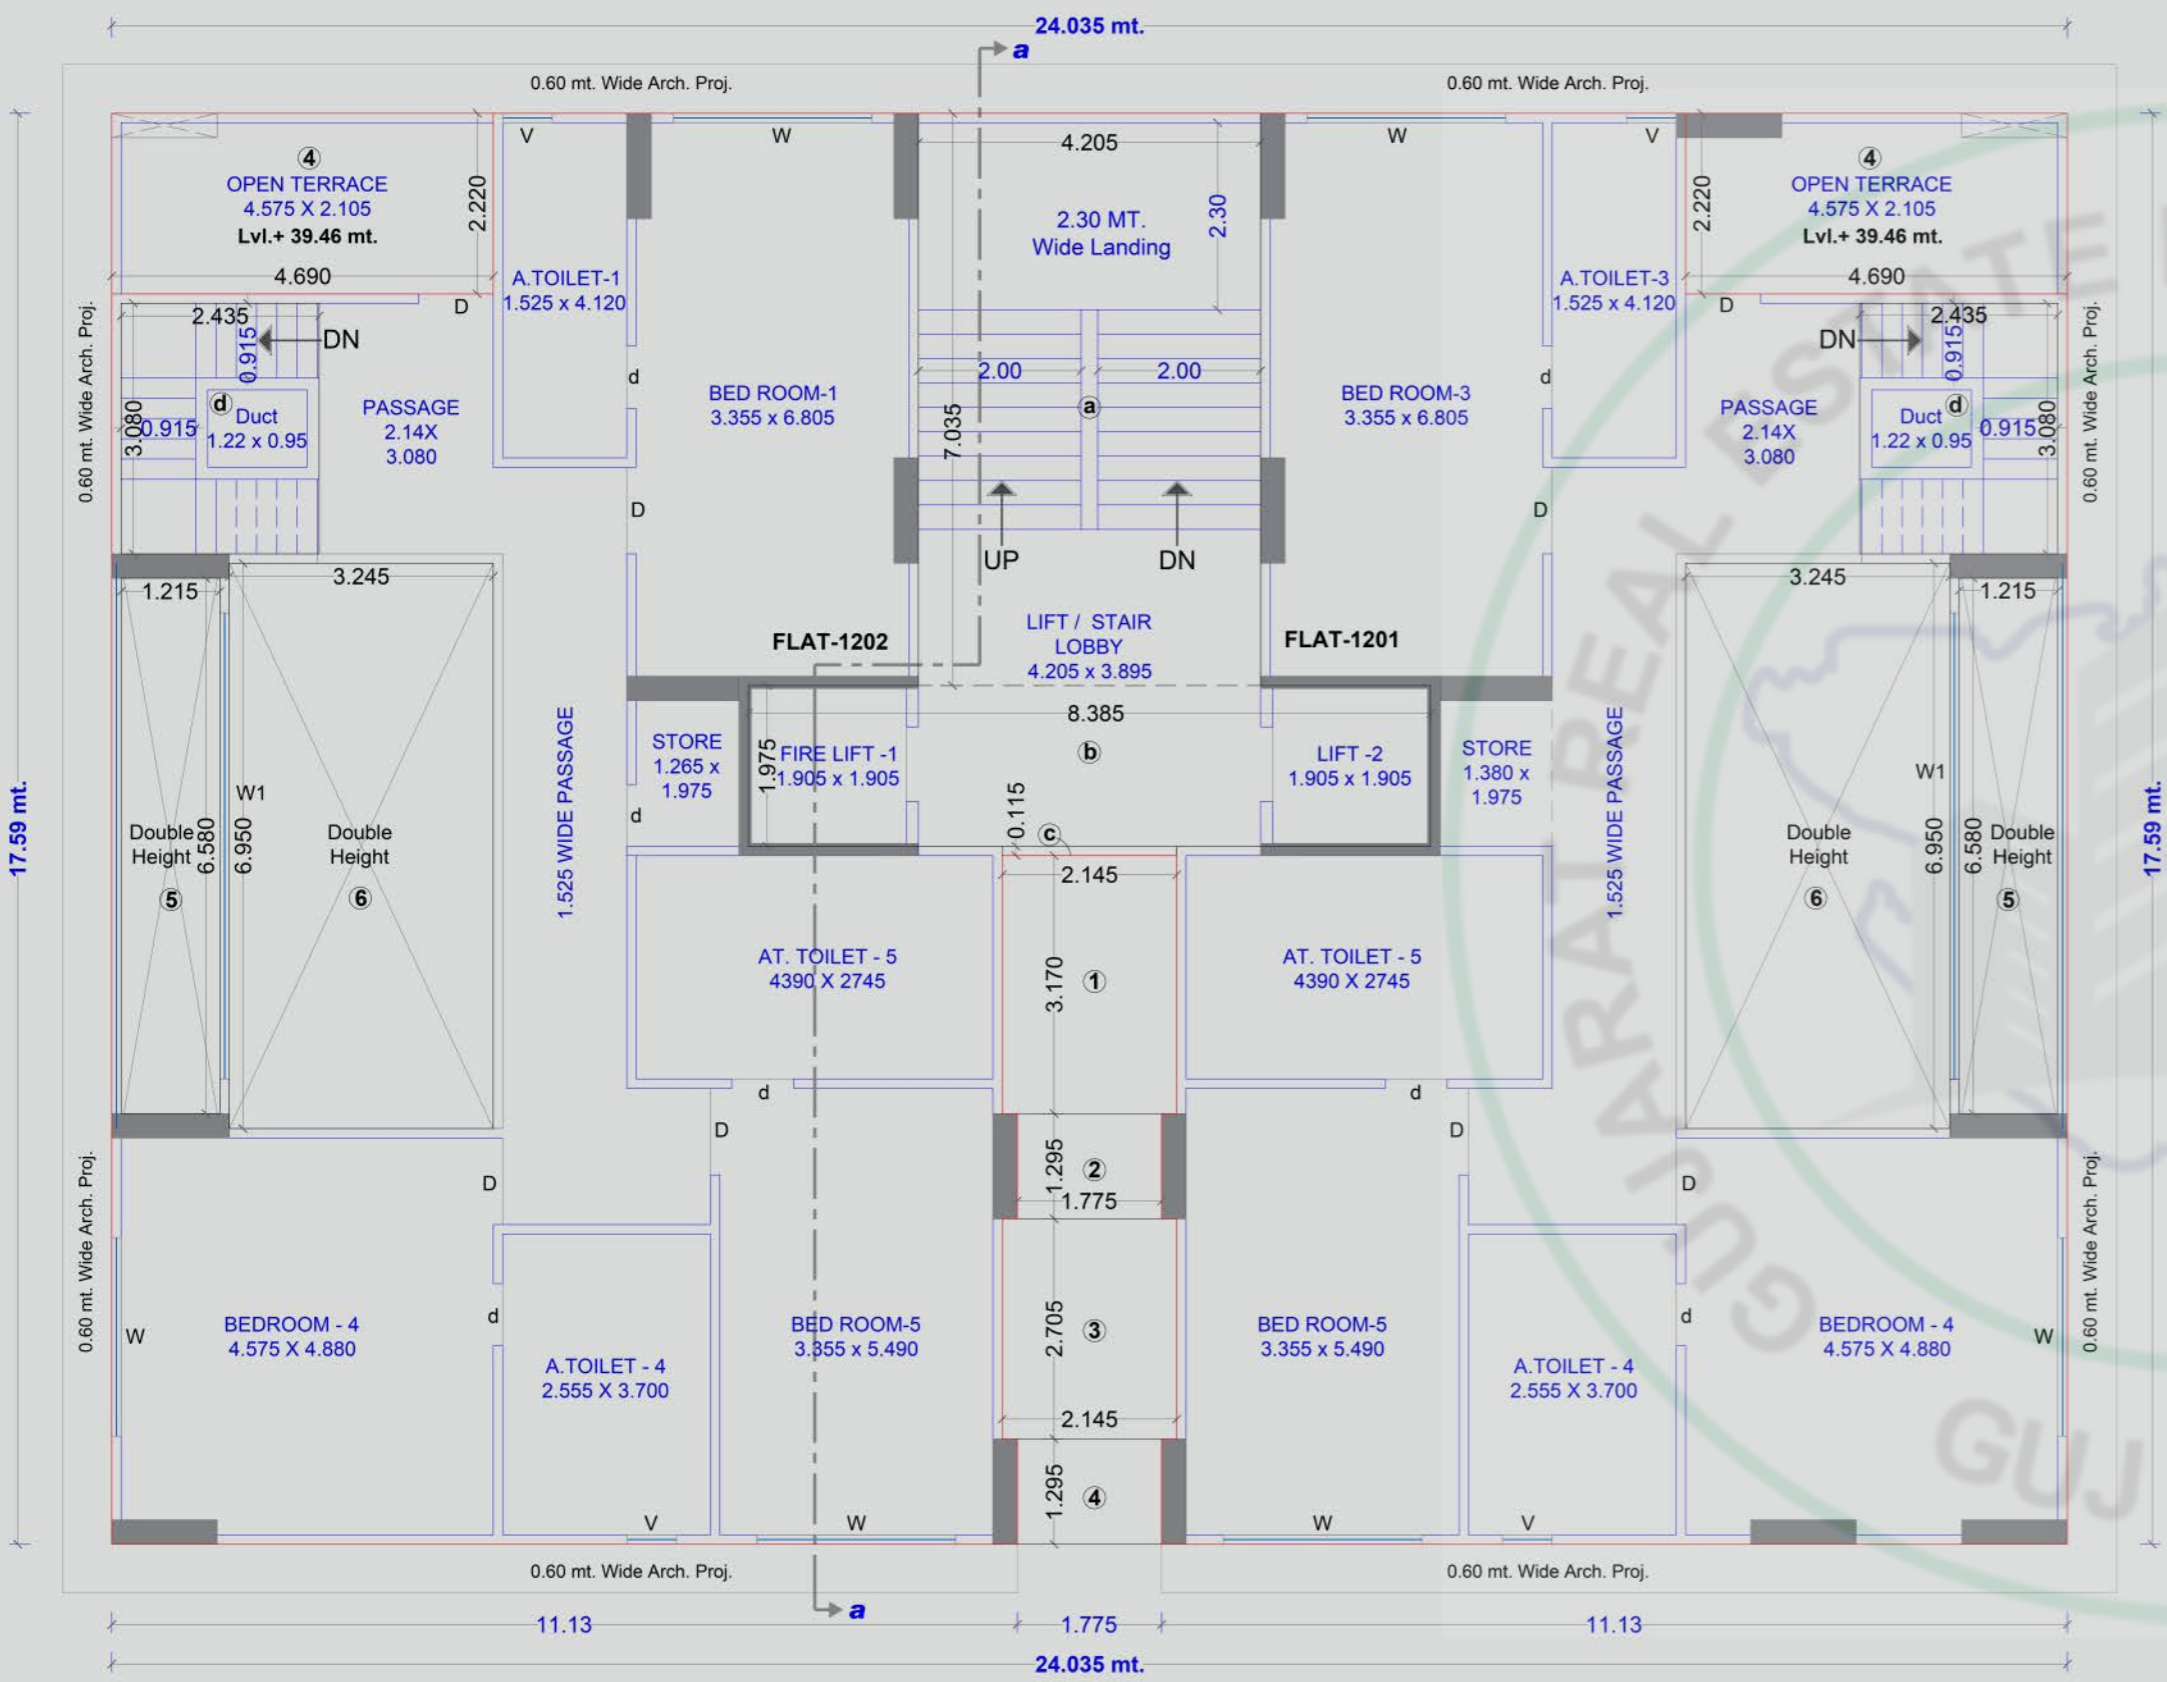 24.035 mt.
a
0.60 mt. Wide Arch. Proj.
0.60 mt. Wide Arch. Proj.
V
W
4.205
W
V
4
OPEN TERRACE
4.575 X 2.105
Lvl.+ 39.46 mt.
4.690
2.220
A.TOILET-1
1.525 x 4.120
2.30 MT.
Wide Landing
2.30
A.TOILET-3
1.525 x 4.120
2.220
4
OPEN TERRACE
4.575 X 2.105
Lvl.+ 39.46 mt.
4.690
0.60 mt. Wide Arch. Proj.
2.435
D
0.915
DN
3.080
0.915
d
Duct
1.22 x 0.95
PASSAGE
2.14X
3.080
d
BED ROOM-1
3.355 x 6.805
D
7.035
2.00
2.00
a
UP
DN
BED ROOM-3
3.355 x 6.805
d
D
D
2.435
DN
0.915
PASSAGE
2.14X
3.080
Duct
1.22 x 0.95
d
0.915
3.080
0.60 mt. Wide Arch. Proj.
1.215
3.245
FLAT-1202
LIFT / STAIR
LOBBY
4.205 x 3.895
FLAT-1201
3.245
1.215
17.59 mt.
Double
Height
5
6.580
6.950
W1
Double
Height
6
1.525 WIDE PASSAGE
STORE
1.265 x
1.975
d
1.975
FIRE LIFT -1
1.905 x 1.905
8.385
b
0.115
c
LIFT -2
1.905 x 1.905
STORE
1.380 x
1.975
1.525 WIDE PASSAGE
Double
Height
6
W1
6.950
6.580
Double
Height
5
17.59 mt.
2.145
AT. TOILET - 5
4390 X 2745
3.170
1
AT. TOILET - 5
4390 X 2745
d
d
D
D
1.295
2
1.775
D
D
0.60 mt. Wide Arch. Proj.
W
BEDROOM - 4
4.575 X 4.880
d
A.TOILET - 4
2.555 X 3.700
BED ROOM-5
3.355 x 5.490
2.705
3
2.145
BED ROOM-5
3.355 x 5.490
A.TOILET - 4
2.555 X 3.700
d
BEDROOM - 4
4.575 X 4.880
W
0.60 mt. Wide Arch. Proj.
1.295
4
V
W
W
V
0.60 mt. Wide Arch. Proj.
0.60 mt. Wide Arch. Proj.
a
11.13
1.775
11.13
24.035 mt.
GUJARAT REAL ESTATE
GUJ